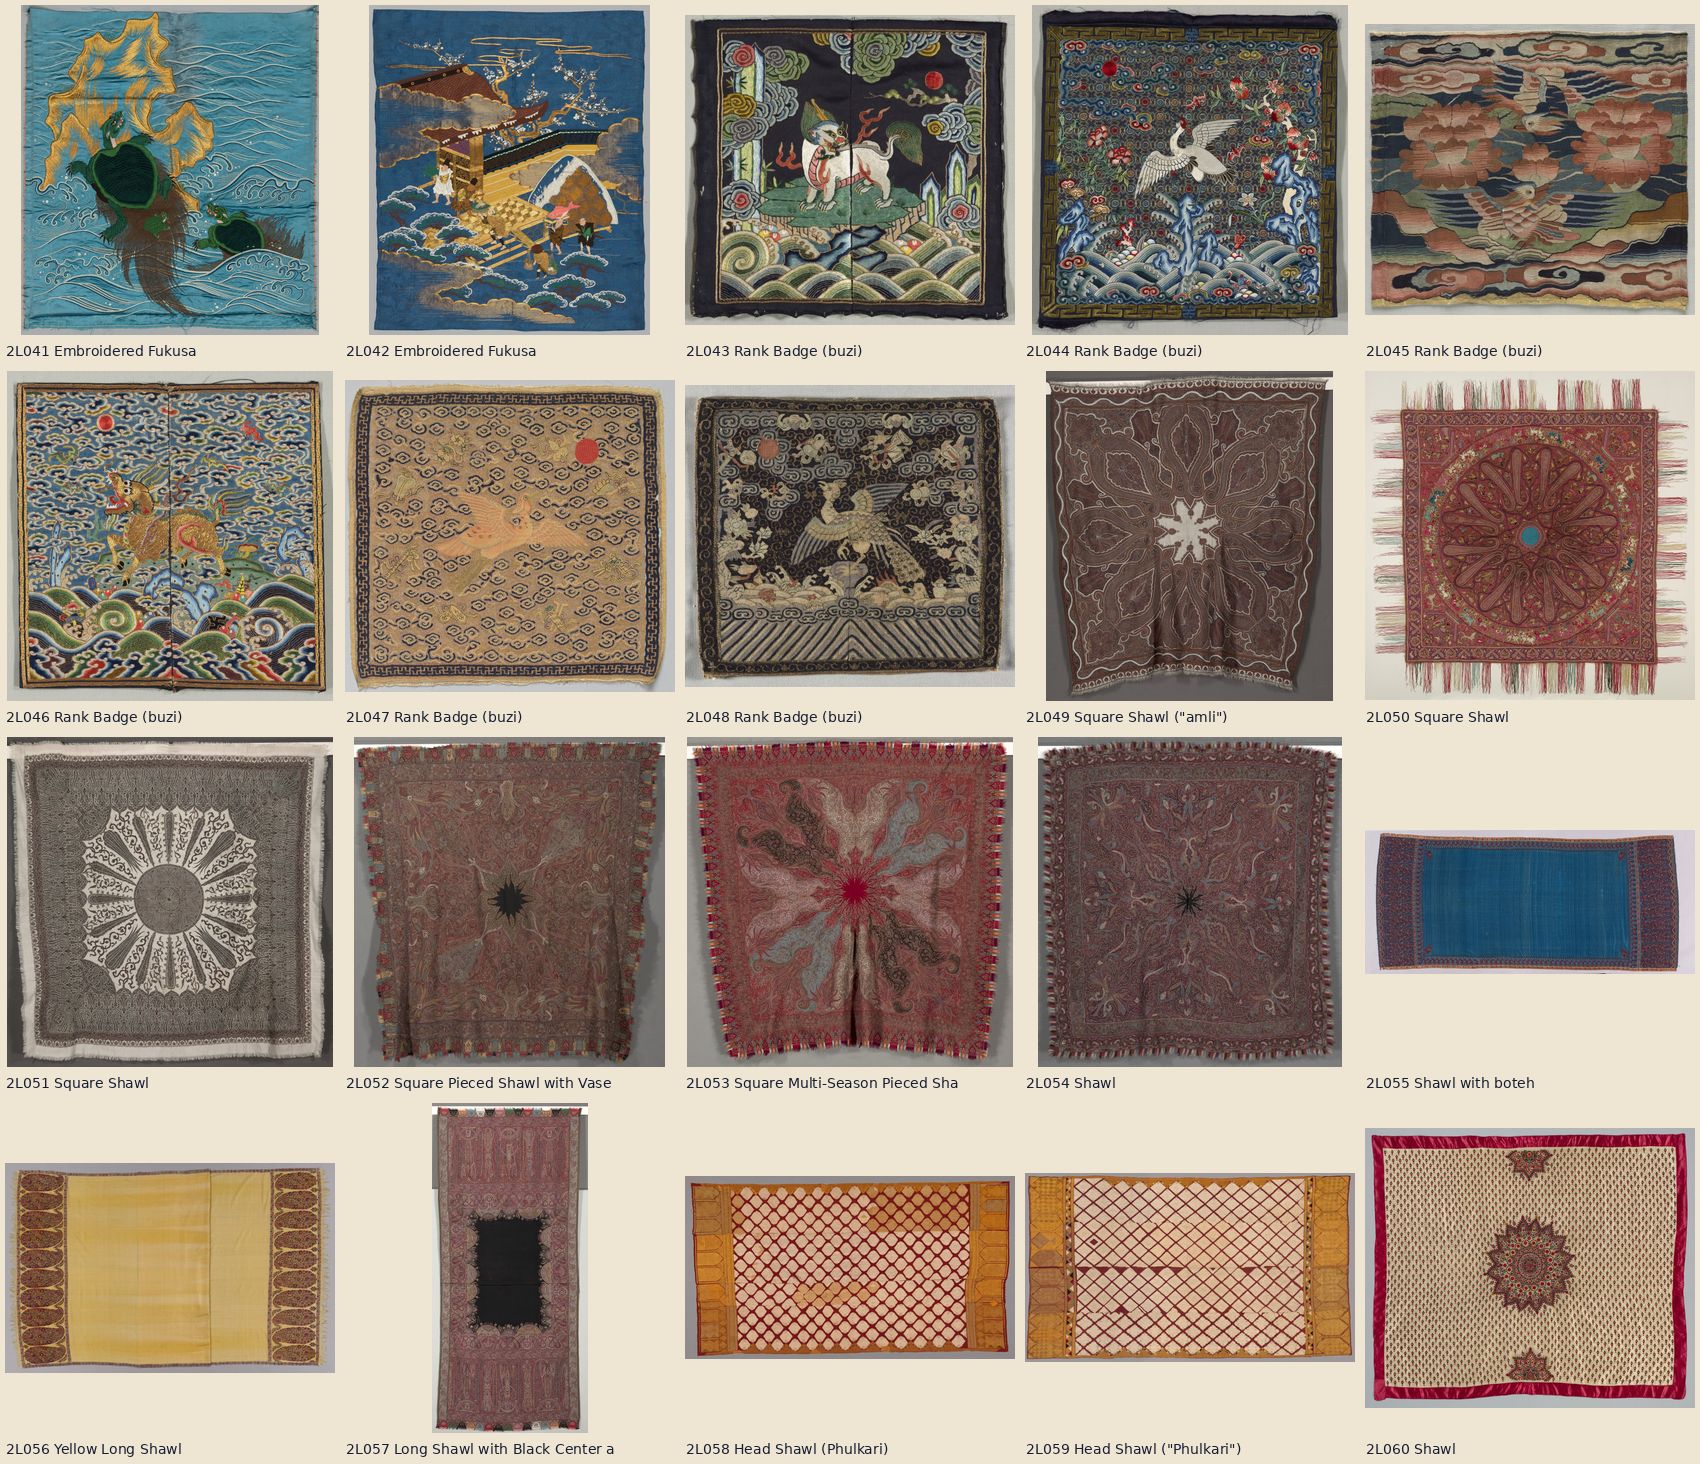 2L041 Embroidered Fukusa
2L042 Embroidered Fukusa
2L043 Rank Badge (buzi)
2L044 Rank Badge (buzi)
2L045 Rank Badge (buzi)
2L046 Rank Badge (buzi)
2L047 Rank Badge (buzi)
2L048 Rank Badge (buzi)
2L049 Square Shawl ("amli")
2L050 Square Shawl
2L051 Square Shawl
2L052 Square Pieced Shawl with Vase
2L053 Square Multi-Season Pieced Sha
2L054 Shawl
2L055 Shawl with boteh
2L056 Yellow Long Shawl
2L057 Long Shawl with Black Center a
2L058 Head Shawl (Phulkari)
2L059 Head Shawl ("Phulkari")
2L060 Shawl